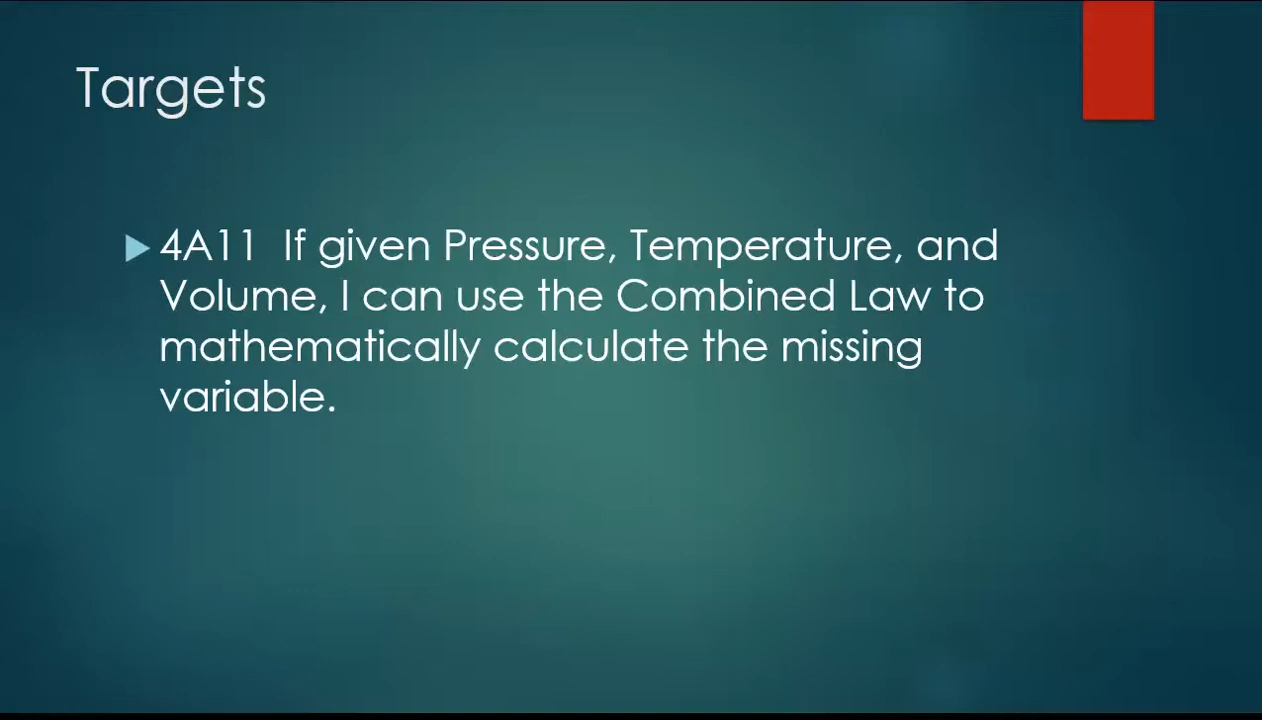 Targets
4A11  If given Pressure, Temperature, and
Volume, I can use the Combined Law to
mathematically calculate the missing
variable.